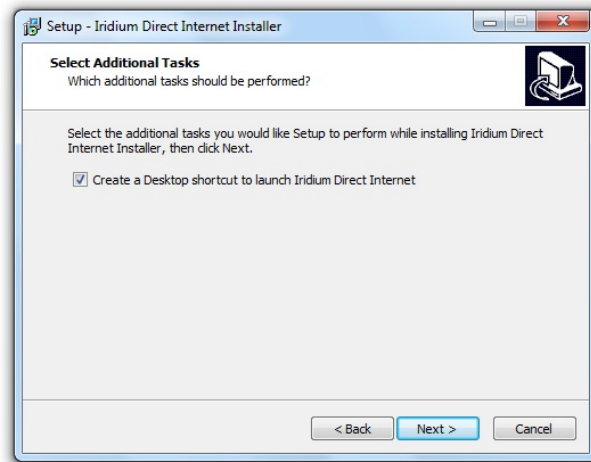 Setup - Iridium Direct Internet Installer
Select Additional Tasks
Which additional tasks should be performed?
Select the additional tasks you would like Setup to perform while installing Iridium Direct
Internet Installer, then click Next.
Create a Desktop shortcut to launch Iridium Direct Internet
< Back Next > Cancel